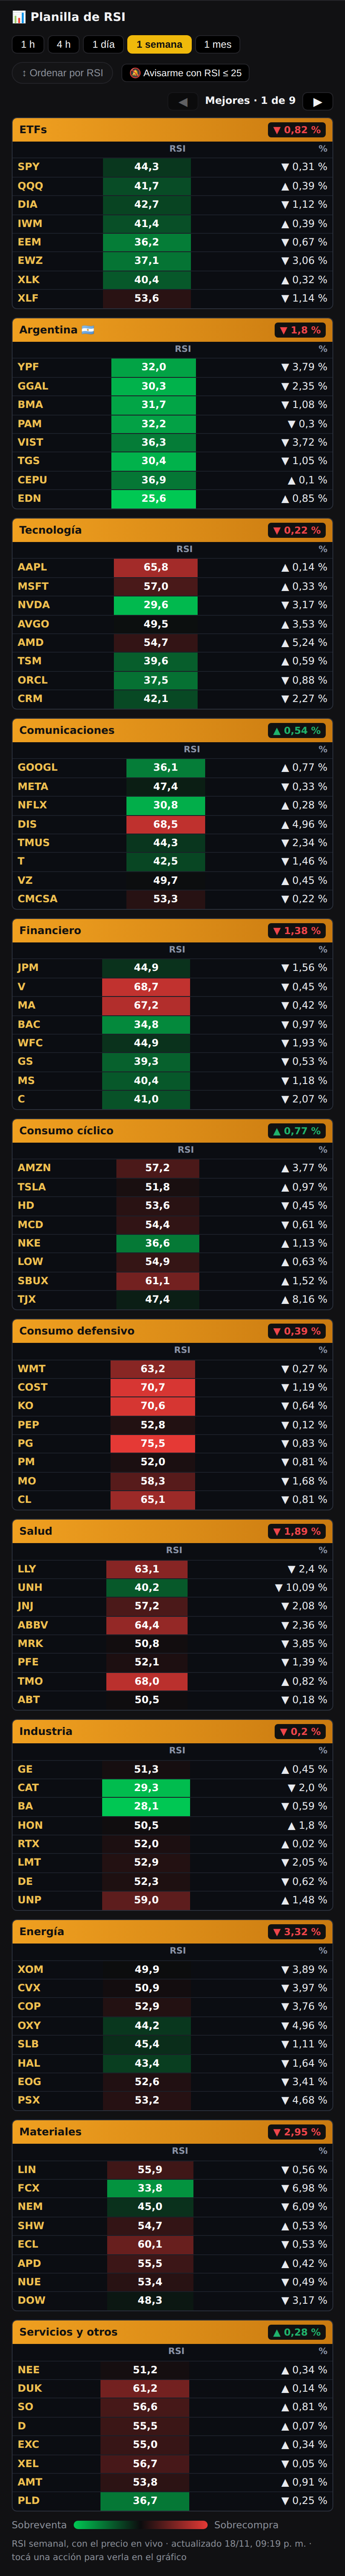 📊 Planilla de RSI
1 h 4 h 1 día 1 semana 1 mes
↕ Ordenar por RSI 🔕 Avisarme con RSI ≤ 25
◀ Mejores · 1 de 9 ▶
ETFs ▼ 0,82 %
RSI %
SPY 44,3 ▼ 0,31 %
QQQ 41,7 ▲ 0,39 %
DIA 42,7 ▼ 1,12 %
IWM 41,4 ▲ 0,39 %
EEM 36,2 ▼ 0,67 %
EWZ 37,1 ▼ 3,06 %
XLK 40,4 ▲ 0,32 %
XLF 53,6 ▼ 1,14 %
Argentina 🇦🇷 ▼ 1,8 %
RSI %
YPF 32,0 ▼ 3,79 %
GGAL 30,3 ▼ 2,35 %
BMA 31,7 ▼ 1,08 %
PAM 32,2 ▼ 0,3 %
VIST 36,3 ▼ 3,72 %
TGS 30,4 ▼ 1,05 %
CEPU 36,9 ▲ 0,1 %
EDN 25,6 ▲ 0,85 %
Tecnología ▼ 0,22 %
RSI %
AAPL 65,8 ▲ 0,14 %
MSFT 57,0 ▲ 0,33 %
NVDA 29,6 ▼ 3,17 %
AVGO 49,5 ▲ 3,53 %
AMD 54,7 ▲ 5,24 %
TSM 39,6 ▲ 0,59 %
ORCL 37,5 ▼ 0,88 %
CRM 42,1 ▼ 2,27 %
Comunicaciones ▲ 0,54 %
RSI %
GOOGL 36,1 ▲ 0,77 %
META 47,4 ▼ 0,33 %
NFLX 30,8 ▲ 0,28 %
DIS 68,5 ▲ 4,96 %
TMUS 44,3 ▼ 2,34 %
T 42,5 ▼ 1,46 %
VZ 49,7 ▲ 0,45 %
CMCSA 53,3 ▼ 0,22 %
Financiero ▼ 1,38 %
RSI %
JPM 44,9 ▼ 1,56 %
V 68,7 ▼ 0,45 %
MA 67,2 ▼ 0,42 %
BAC 34,8 ▼ 0,97 %
WFC 44,9 ▼ 1,93 %
GS 39,3 ▼ 0,53 %
MS 40,4 ▼ 1,18 %
C 41,0 ▼ 2,07 %
Consumo cíclico ▲ 0,77 %
RSI %
AMZN 57,2 ▲ 3,77 %
TSLA 51,8 ▲ 0,97 %
HD 53,6 ▼ 0,45 %
MCD 54,4 ▼ 0,61 %
NKE 36,6 ▲ 1,13 %
LOW 54,9 ▲ 0,63 %
SBUX 61,1 ▲ 1,52 %
TJX 47,4 ▲ 8,16 %
Consumo defensivo ▼ 0,39 %
RSI %
WMT 63,2 ▼ 0,27 %
COST 70,7 ▼ 1,19 %
KO 70,6 ▼ 0,64 %
PEP 52,8 ▼ 0,12 %
PG 75,5 ▼ 0,83 %
PM 52,0 ▼ 0,81 %
MO 58,3 ▼ 1,68 %
CL 65,1 ▼ 0,81 %
Salud ▼ 1,89 %
RSI %
LLY 63,1 ▼ 2,4 %
UNH 40,2 ▼ 10,09 %
JNJ 57,2 ▼ 2,08 %
ABBV 64,4 ▼ 2,36 %
MRK 50,8 ▼ 3,85 %
PFE 52,1 ▼ 1,39 %
TMO 68,0 ▲ 0,82 %
ABT 50,5 ▼ 0,18 %
Industria ▼ 0,2 %
RSI %
GE 51,3 ▲ 0,45 %
CAT 29,3 ▼ 2,0 %
BA 28,1 ▼ 0,59 %
HON 50,5 ▲ 1,8 %
RTX 52,0 ▲ 0,02 %
LMT 52,9 ▼ 2,05 %
DE 52,3 ▼ 0,62 %
UNP 59,0 ▲ 1,48 %
Energía ▼ 3,32 %
RSI %
XOM 49,9 ▼ 3,89 %
CVX 50,9 ▼ 3,97 %
COP 52,9 ▼ 3,76 %
OXY 44,2 ▼ 4,96 %
SLB 45,4 ▼ 1,11 %
HAL 43,4 ▼ 1,64 %
EOG 52,6 ▼ 3,41 %
PSX 53,2 ▼ 4,68 %
Materiales ▼ 2,95 %
RSI %
LIN 55,9 ▼ 0,56 %
FCX 33,8 ▼ 6,98 %
NEM 45,0 ▼ 6,09 %
SHW 54,7 ▲ 0,53 %
ECL 60,1 ▼ 0,53 %
APD 55,5 ▲ 0,42 %
NUE 53,4 ▼ 0,49 %
DOW 48,3 ▼ 3,17 %
Servicios y otros ▲ 0,28 %
RSI %
NEE 51,2 ▲ 0,34 %
DUK 61,2 ▲ 0,14 %
SO 56,6 ▲ 0,81 %
D 55,5 ▲ 0,07 %
EXC 55,0 ▲ 0,34 %
XEL 56,7 ▼ 0,05 %
AMT 53,8 ▲ 0,91 %
PLD 36,7 ▼ 0,25 %
Sobreventa Sobrecompra
RSI semanal, con el precio en vivo · actualizado 18/11, 09:19 p. m. ·
tocá una acción para verla en el gráfico